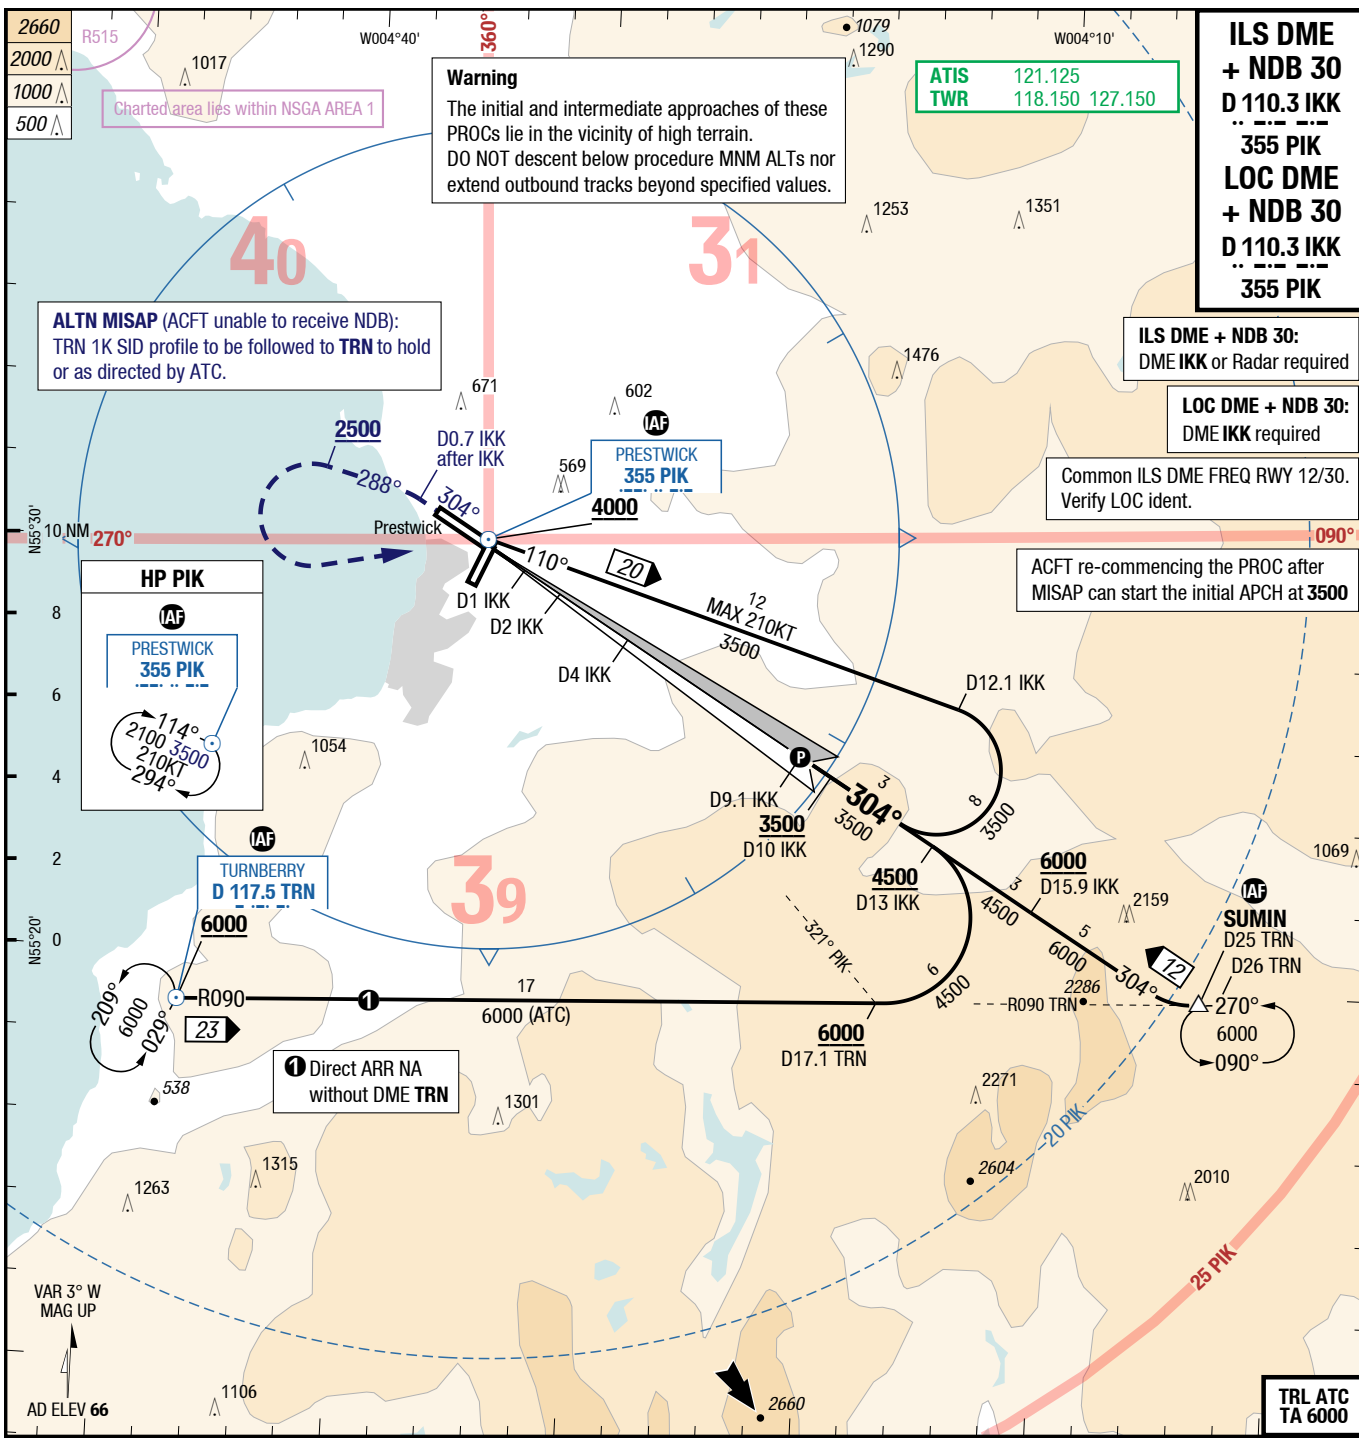 2660
2000
1000
500
R515
1017
W004°40'
360°
1079
1290
W004°10'
Charted area lies within NSGA AREA 1
Warning
The initial and intermediate approaches of these
PROCs lie in the vicinity of high terrain.
DO NOT descent below procedure MNM ALTs nor
extend outbound tracks beyond specified values.
ATIS 121.125
TWR 118.150 127.150
ILS DME
+ NDB 30
D 110.3 IKK
355 PIK
LOC DME
+ NDB 30
D 110.3 IKK
355 PIK
1253
1351
40
31
ALTN MISAP (ACFT unable to receive NDB):
TRN 1K SID profile to be followed to TRN to hold
or as directed by ATC.
ILS DME + NDB 30:
DME IKK or Radar required
1476
671
602
LOC DME + NDB 30:
DME IKK required
IAF
PRESTWICK
355 PIK
4000
2500
D0.7 IKK
after IKK
288°
304°
569
Common ILS DME FREQ RWY 12/30.
Verify LOC ident.
Prestwick
N55°30'
10 NM
270°
090°
ACFT re-commencing the PROC after
MISAP can start the initial APCH at 3500
110°
20
12
MAX 210KT
3500
HP PIK
IAF
PRESTWICK
355 PIK
114°
2100 3500
210KT
294°
D1 IKK
D2 IKK
D4 IKK
D12.1 IKK
8
6
4
2
0
1054
P
D9.1 IKK
3500
D10 IKK
3
304°
3500
8
3500
IAF
TURNBERRY
D 117.5 TRN
6000
39
4500
D13 IKK
6000
D15.9 IKK
3
4500
5
6000
2159
1069
IAF
SUMIN
D25 TRN
D26 TRN
N55°20'
321° PIK
12
304°
209°
6000
029°
R090
23
1
17
6000 (ATC)
6
4500
6000
D17.1 TRN
2286
R090 TRN
270°
6000
090°
538
1 Direct ARR NA
without DME TRN
1301
2271
20 PIK
1315
1263
2604
2010
25 PIK
VAR 3° W
MAG UP
AD ELEV 66
1106
2660
TRL ATC
TA 6000